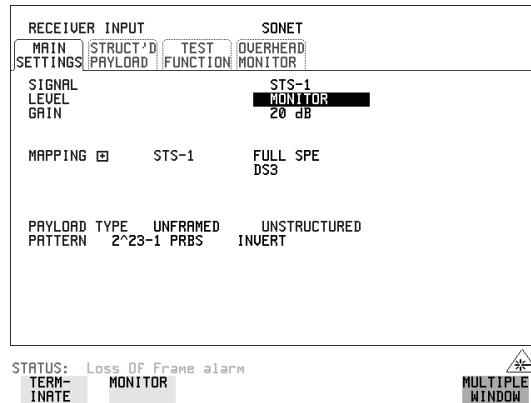 RECEIVER INPUT SONET
MAIN SETTINGS STRUCT'D PAYLOAD TEST FUNCTION OVERHEAD MONITOR
SIGNAL STS-1
LEVEL MONITOR
GAIN 20 dB
MAPPING + STS-1 FULL SPE
DS3
PAYLOAD TYPE UNFRAMED UNSTRUCTURED
PATTERN 2^23-1 PRBS INVERT
STATUS: Loss OF Frame alarm
TERM- MONITOR MULTIPLE
INATE WINDOW